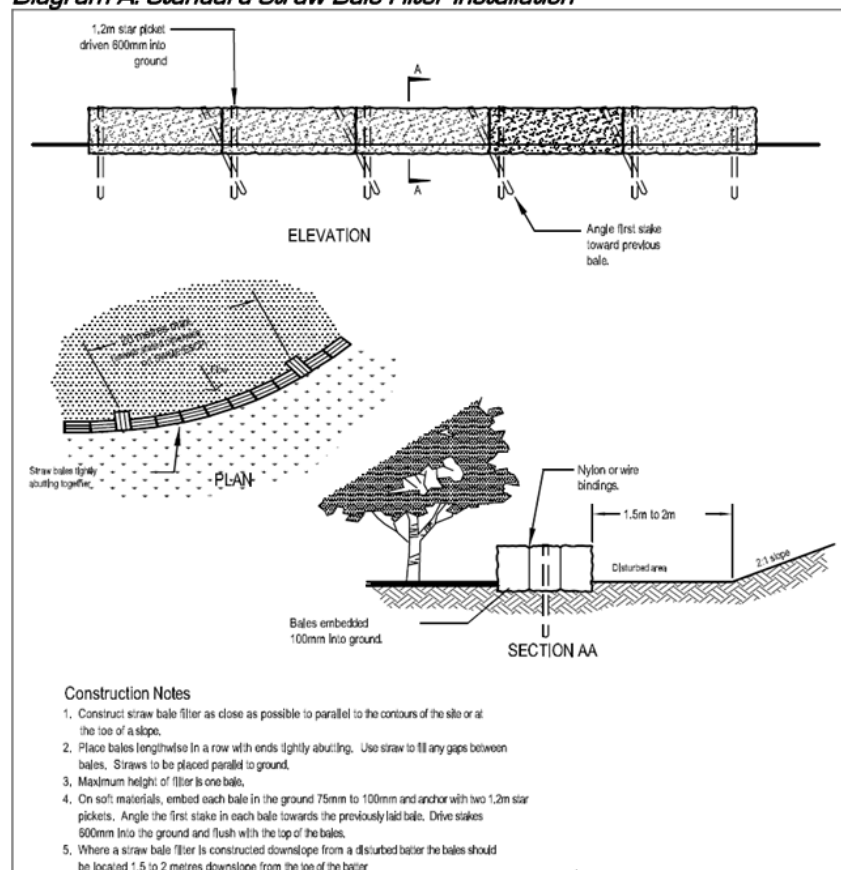 Diagram A: Standard Straw Bale Filter Installation
1.2m star picket
driven 600mm into
ground
A
A
ELEVATION
Angle first stake
toward previous
bale.
20 metres max.
Flow
Straw bales tightly
abutting together.
PLAN
Nylon or wire
bindings.
1.5m to 2m
Disturbed area
2:1 slope
Bales embedded
100mm into ground.
SECTION AA
Construction Notes
1. Construct straw bale filter as close as possible to parallel to the contours of the site or at
the toe of a slope.
2. Place bales lengthwise in a row with ends tightly abutting. Use straw to fill any gaps between
bales. Straws to be placed parallel to ground.
3. Maximum height of filter is one bale.
4. On soft materials, embed each bale in the ground 75mm to 100mm and anchor with two 1.2m star
pickets. Angle the first stake in each bale towards the previously laid bale. Drive stakes
600mm into the ground and flush with the top of the bales.
5. Where a straw bale filter is constructed downslope from a disturbed batter the bales should
be located 1.5 to 2 metres downslope from the toe of the batter